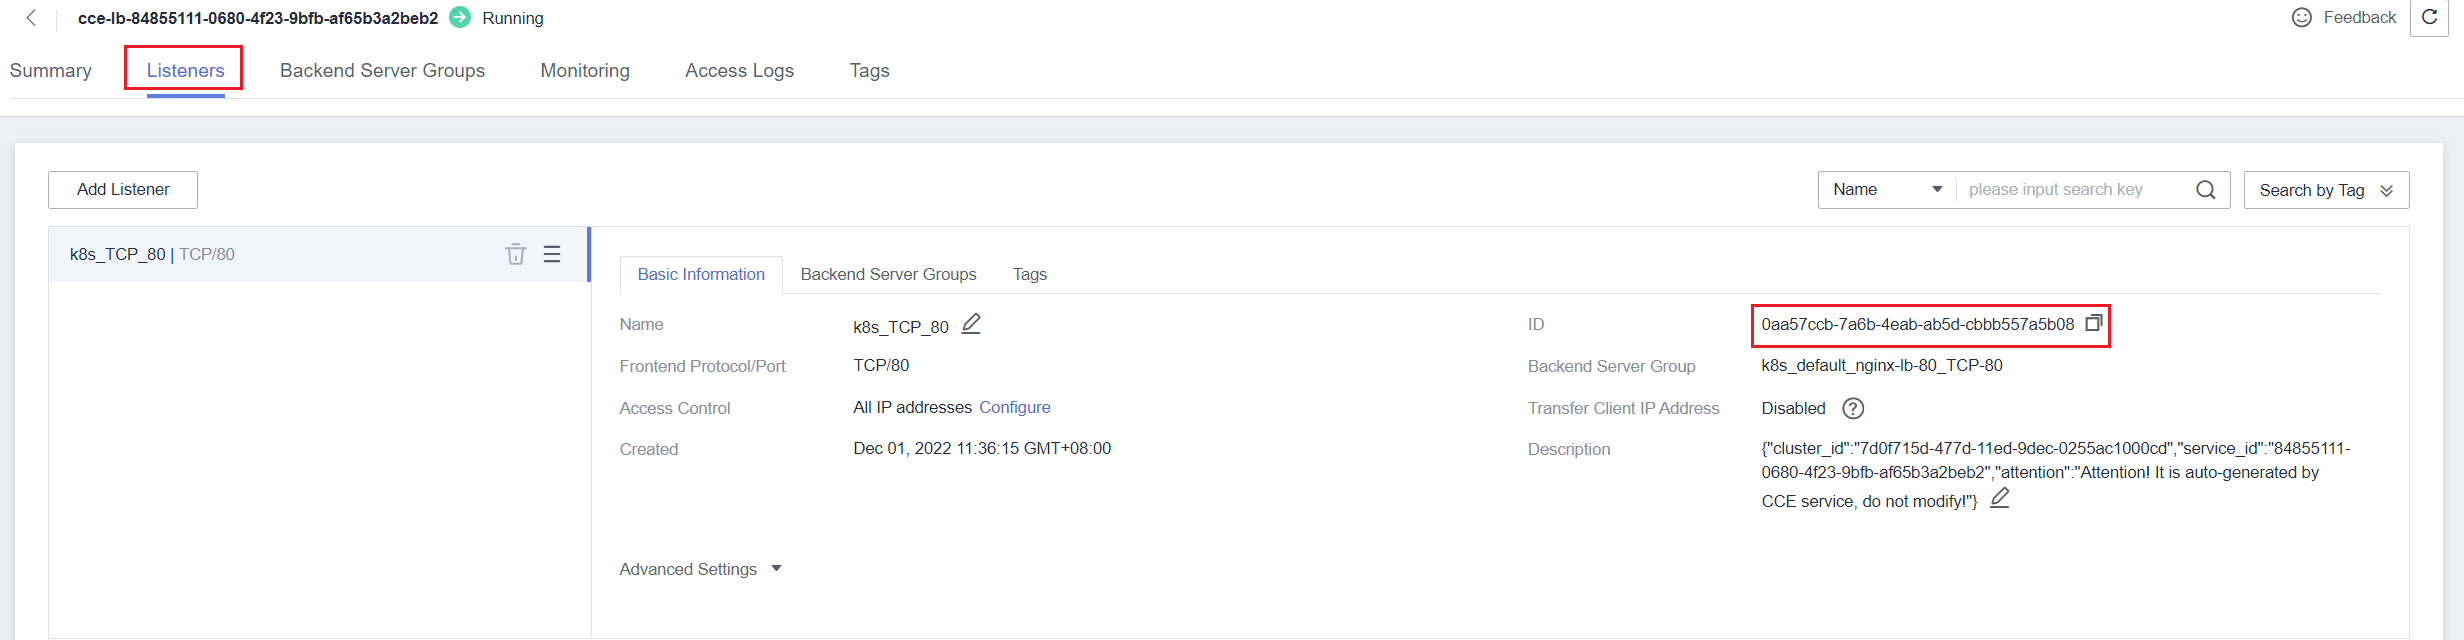 cce-lb-84855111-0680-4f23-9bfb-af65b3a2beb2 Running Feedback
Summary Listeners Backend Server Groups Monitoring Access Logs Tags
Add Listener Name please input search key Search by Tag
k8s_TCP_80 | TCP/80
Basic Information Backend Server Groups Tags
Name k8s_TCP_80 ID 0aa57ccb-7a6b-4eab-ab5d-cbbb557a5b08
Frontend Protocol/Port TCP/80 Backend Server Group k8s_default_nginx-lb-80_TCP-80
Access Control All IP addresses Configure Transfer Client IP Address Disabled
Created Dec 01, 2022 11:36:15 GMT+08:00 Description {"cluster_id":"7d0f715d-477d-11ed-9dec-0255ac1000cd","service_id":"84855111-
0680-4f23-9bfb-af65b3a2beb2","attention":"Attention! It is auto-generated by
CCE service, do not modify!"}
Advanced Settings